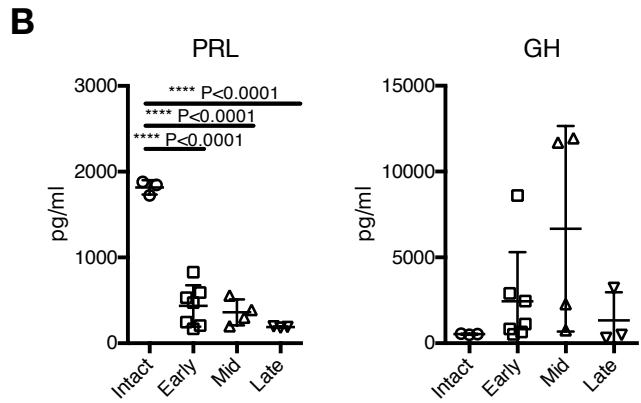 B
PRL
GH
3000
2000
1000
0
pg/ml
**** P<0.0001
**** P<0.0001
**** P<0.0001
Intact
Early
Mid
Late
15000
10000
5000
0
pg/ml
Intact
Early
Mid
Late